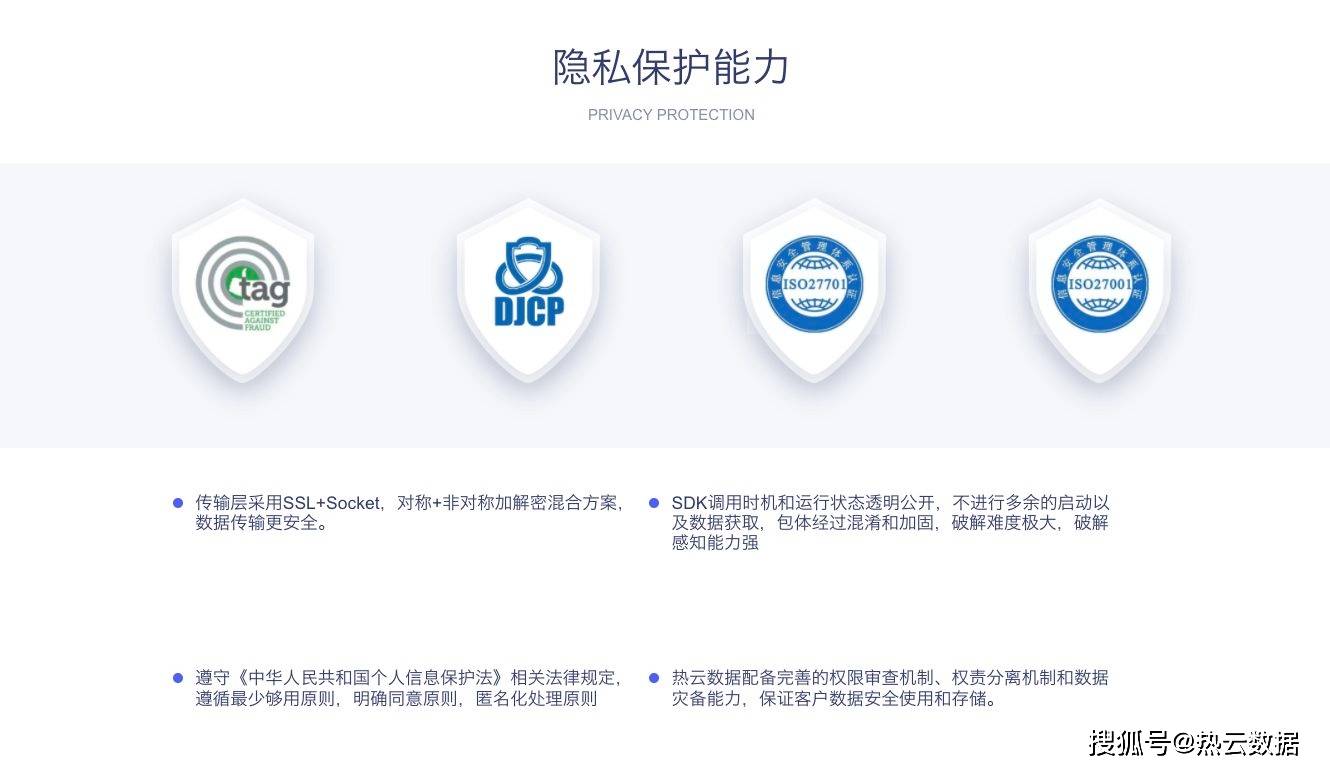 隐私保护能力
PRIVACY PROTECTION
tag
CERTIFIED
AGAINST
FRAUD
DJCP
信息安全管理体系认证
ISO27701
信息安全管理体系认证
ISO27001
传输层采用SSL+Socket，对称+非对称加解密混合方案，
数据传输更安全。
SDK调用时机和运行状态透明公开，不进行多余的启动以
及数据获取，包体经过混淆和加固，破解难度极大，破解
感知能力强
遵守《中华人民共和国个人信息保护法》相关法律规定，
遵循最少够用原则，明确同意原则，匿名化处理原则
热云数据配备完善的权限审查机制、权责分离机制和数据
灾备能力，保证客户数据安全使用和存储。
搜狐号@热云数据